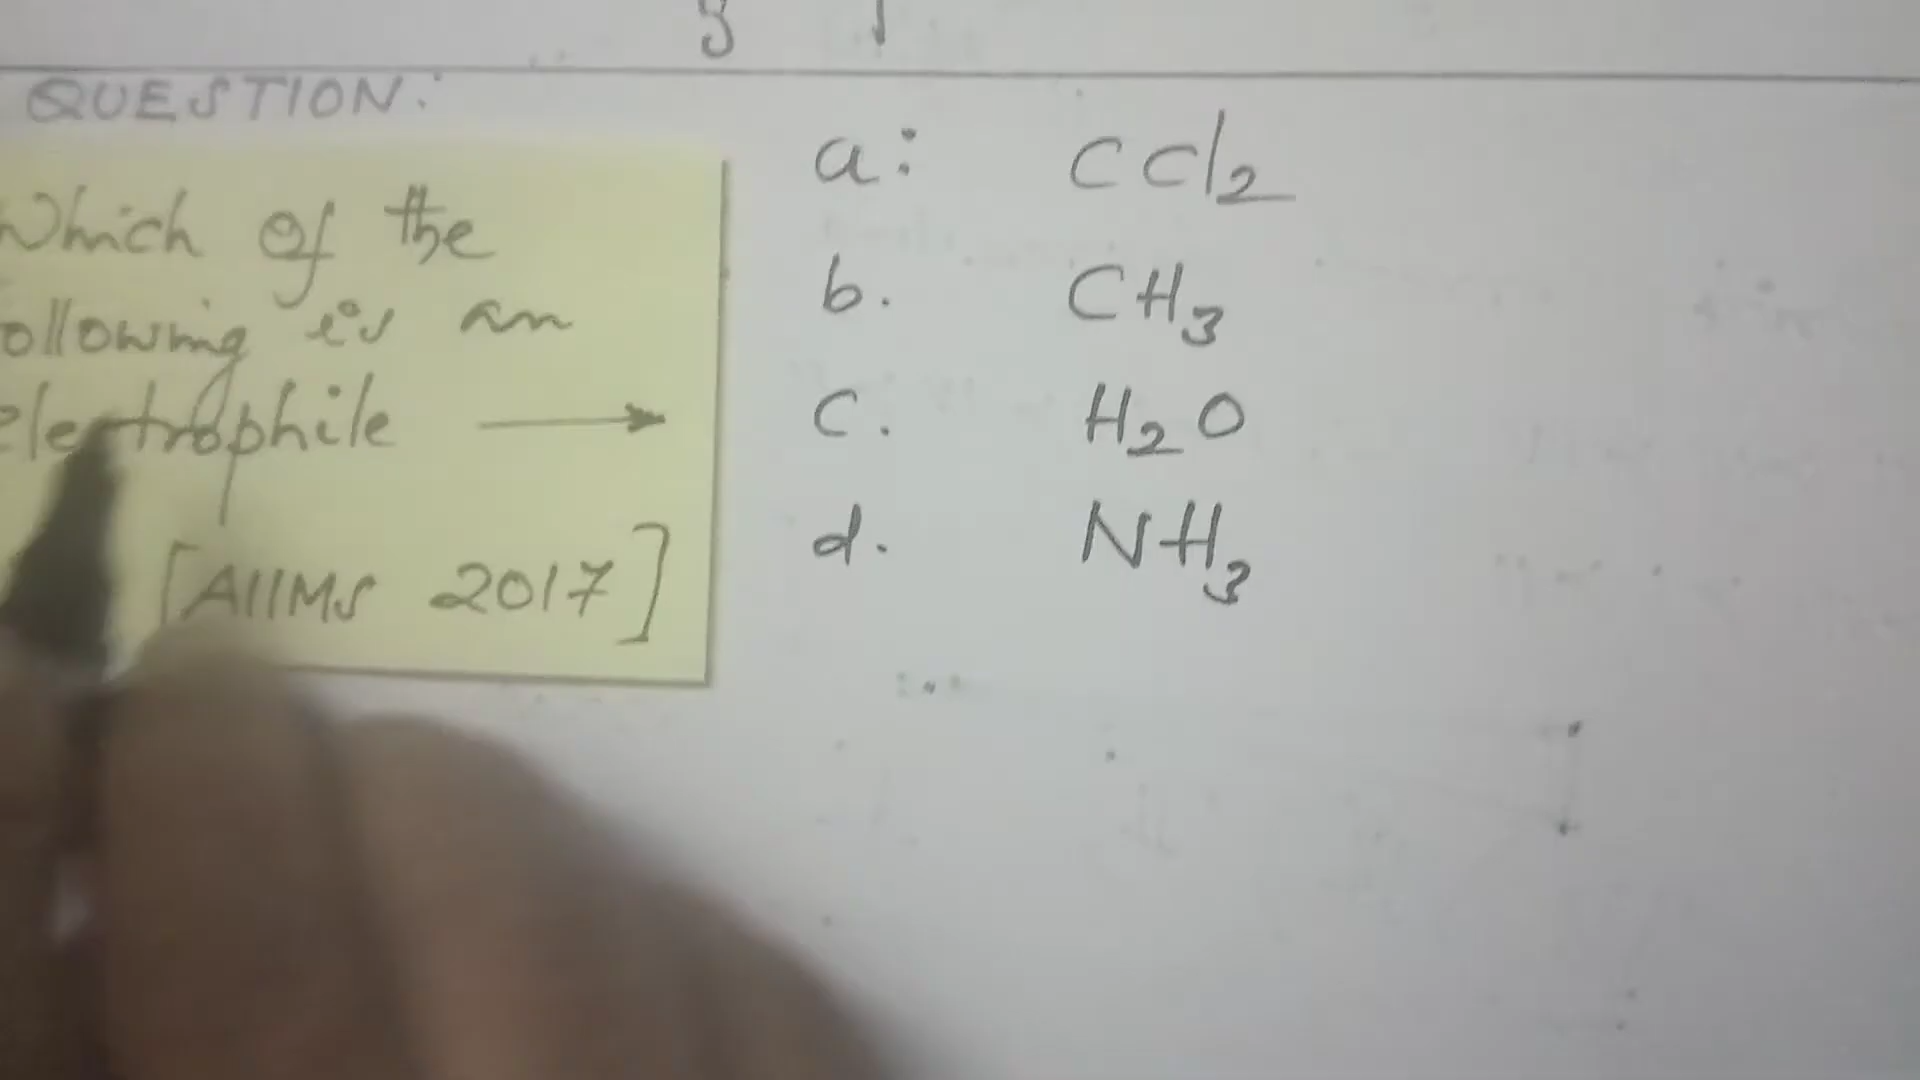 QUESTION:
Which of the
ollowing is an
electrophile
[AIIMS 2017]
a: CCl2
b. CH3
c. H2O
d. NH3